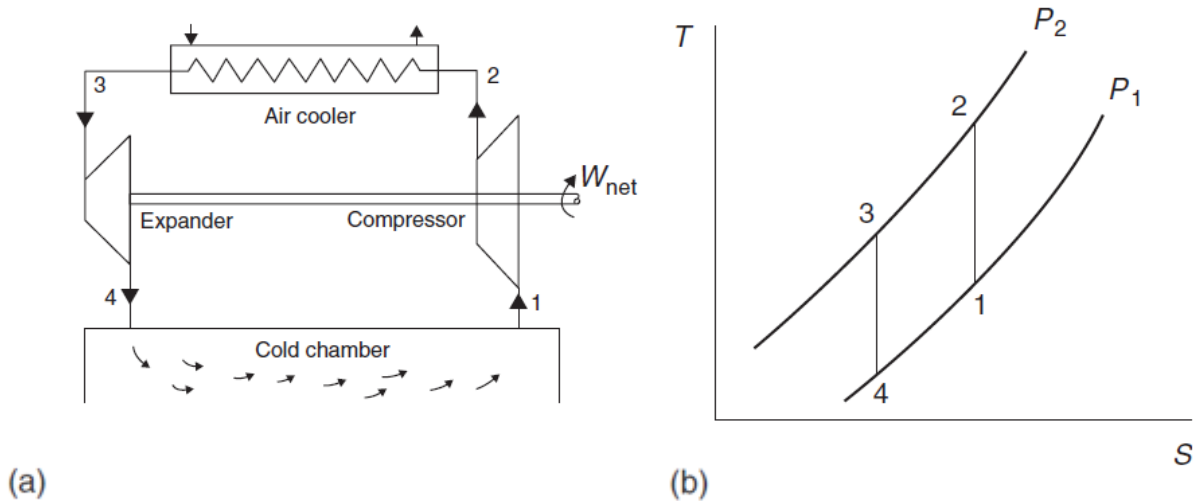 3
2
Air cooler
W_net
Expander
Compressor
4
1
Cold chamber
(a)
T
P_2
P_1
2
3
1
4
S
(b)